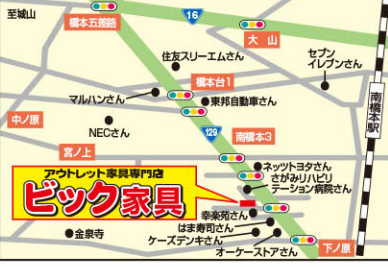 至城山
橋本五差路
16
大山
住友スリーエムさん
セブン
イレブンさん
橋本台1
マルハンさん
東邦自動車さん
中ノ原
NECさん
129
南橋本3
南橋本駅
宮ノ上
ネッツトヨタさん
さがみリハビリ
テーション病院さん
アウトレット家具専門店
ビック家具
幸楽苑さん
はま寿司さん
金泉寺
ケーズデンキさん
オーケーストアさん
下ノ原